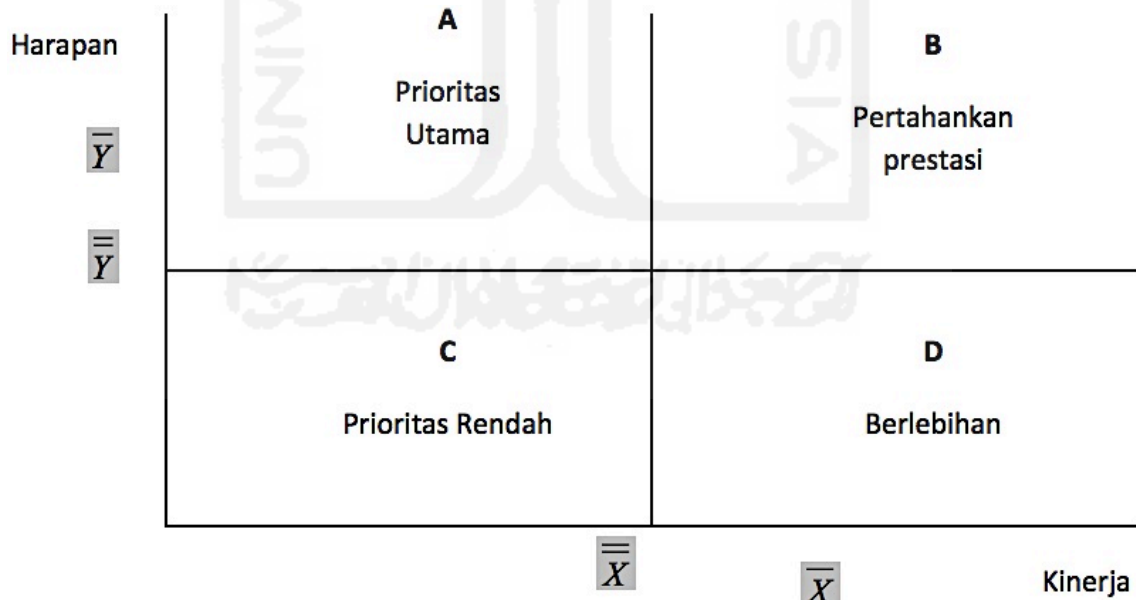 A
Harapan
B
Prioritas
Utama
Pertahankan
prestasi
Y̅
Y̿
C
D
Prioritas Rendah
Berlebihan
X̿
X̅
Kinerja